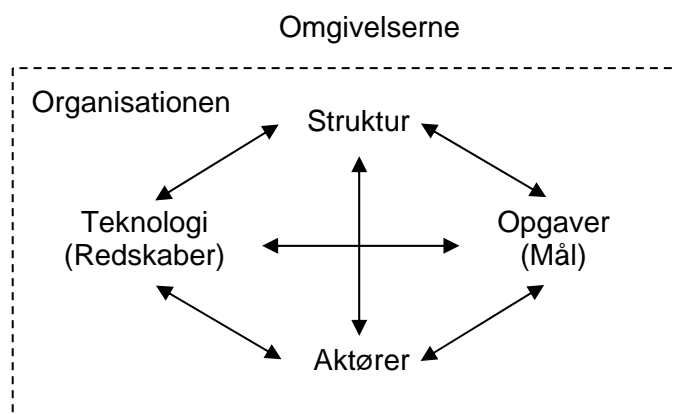 Omgivelserne
Organisationen
Struktur
Teknologi
(Redskaber)
Opgaver
(Mål)
Aktører